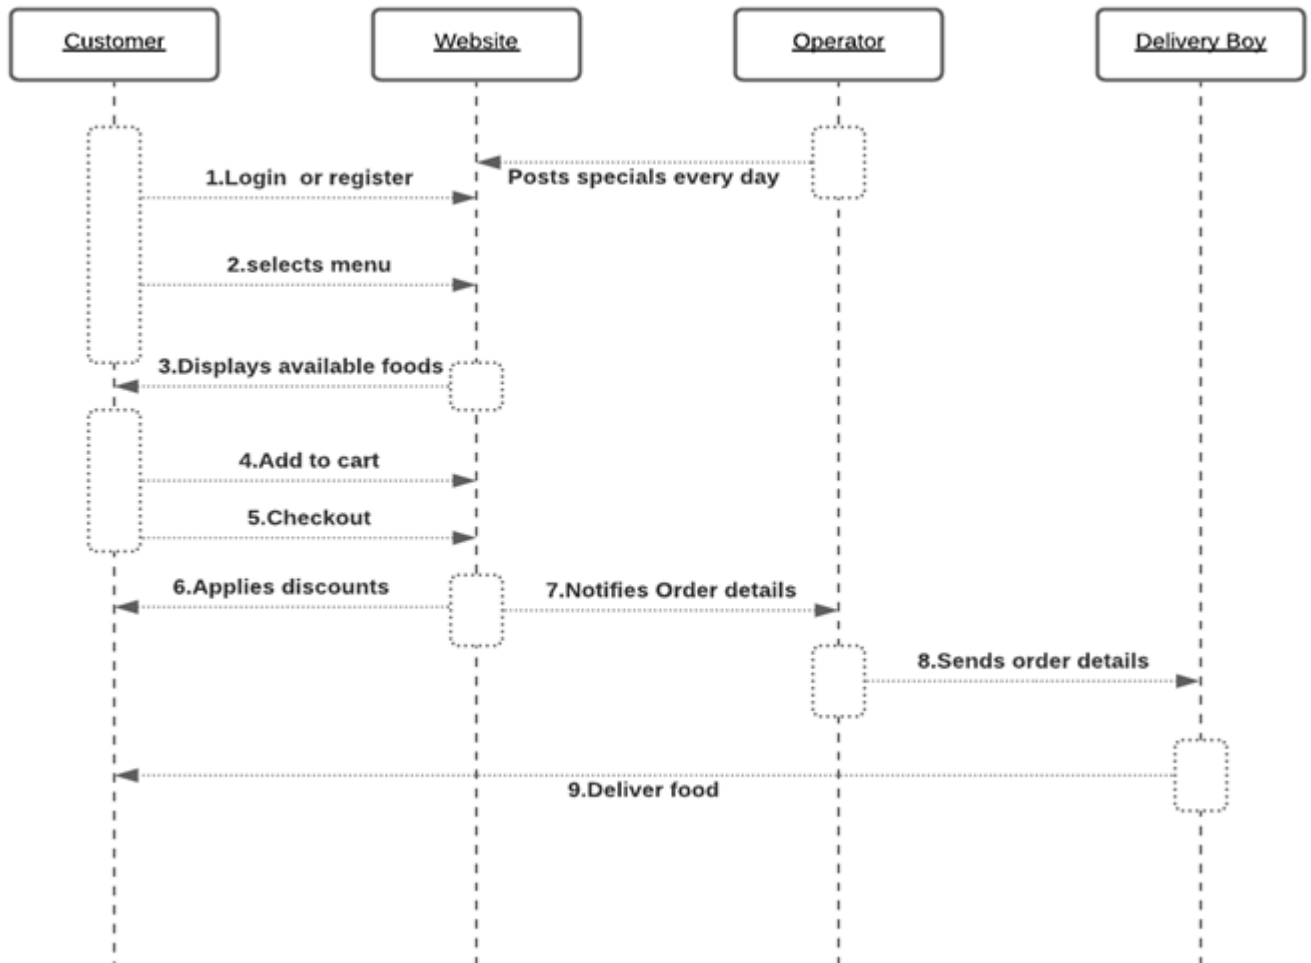 Customer
Website
Operator
Delivery Boy
Posts specials every day
1.Login  or register
2.selects menu
3.Displays available foods
4.Add to cart
5.Checkout
6.Applies discounts
7.Notifies Order details
8.Sends order details
9.Deliver food